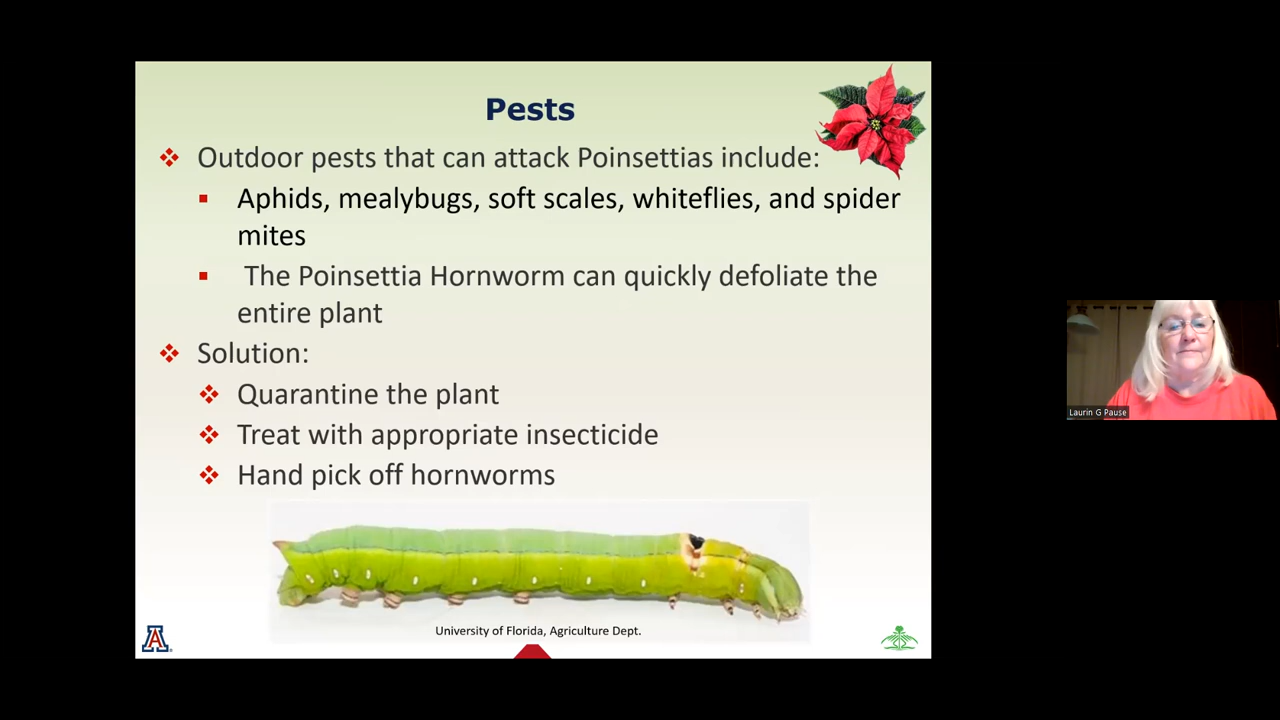 Pests
Outdoor pests that can attack Poinsettias include:
Aphids, mealybugs, soft scales, whiteflies, and spider
mites
The Poinsettia Hornworm can quickly defoliate the
entire plant
Solution:
Quarantine the plant
Treat with appropriate insecticide
Hand pick off hornworms
University of Florida, Agriculture Dept.
A
Laurin G Pause